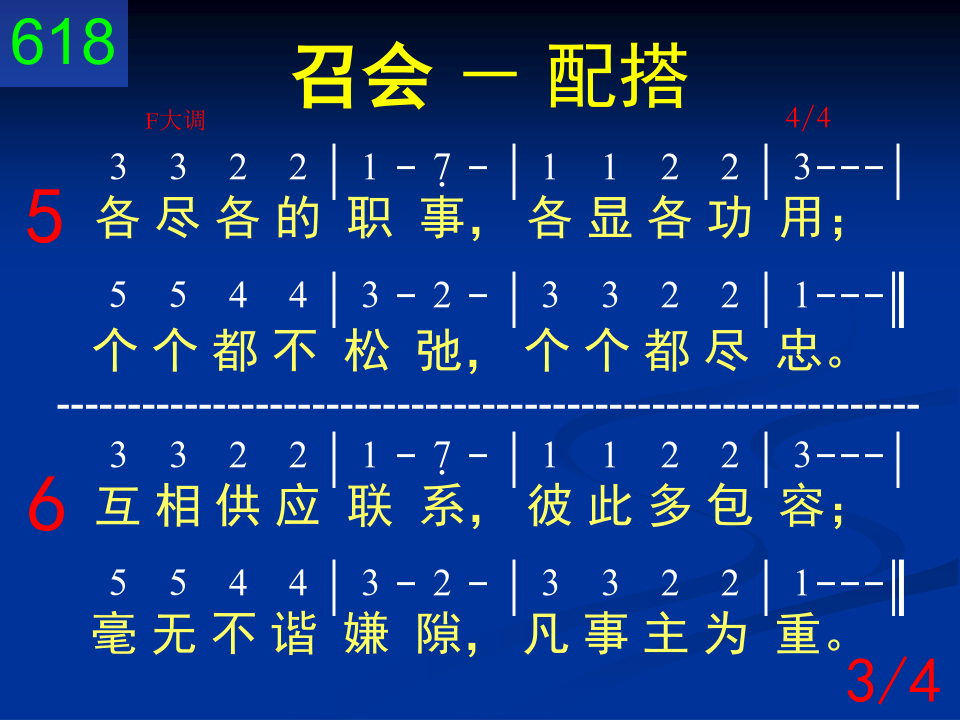 618
召会 － 配搭
F大调 4/4
3 3 2 2 | 1 - 7̣ - | 1 1 2 2 | 3 - - - |
5 各尽各的 职 事， 各显各功 用；
5 5 4 4 | 3 - 2 - | 3 3 2 2 | 1 - - - ‖
个个都不 松 弛， 个个都尽 忠。
------------------------------------------------------------
3 3 2 2 | 1 - 7̣ - | 1 1 2 2 | 3 - - - |
6 互相供应 联 系， 彼此多包 容；
5 5 4 4 | 3 - 2 - | 3 3 2 2 | 1 - - - ‖
毫无不谐 嫌 隙， 凡事主为 重。
3/4